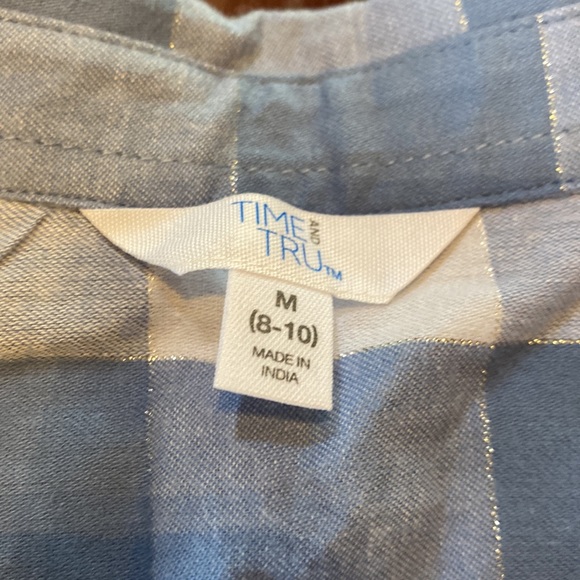 TIME AND
TRU™
M
(8-10)
MADE IN
INDIA